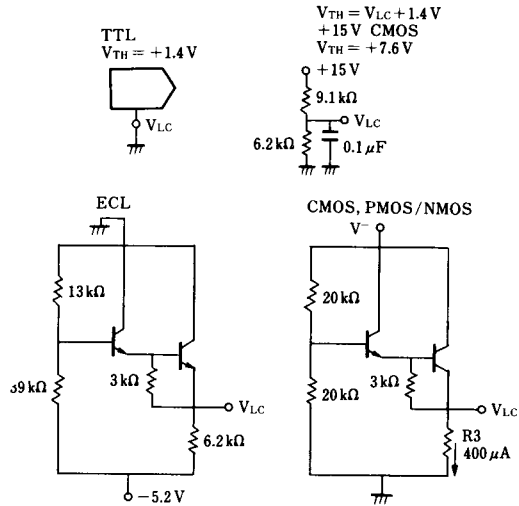 TTL
VTH = +1.4 V
VLC
VTH = VLC + 1.4 V
+15 V CMOS
VTH = +7.6 V
+15 V
9.1 kΩ
VLC
6.2 kΩ
0.1 μF
ECL
13 kΩ
3 kΩ
39 kΩ
VLC
6.2 kΩ
−5.2 V
CMOS, PMOS/NMOS
V−
20 kΩ
20 kΩ
3 kΩ
VLC
R3
400 μA